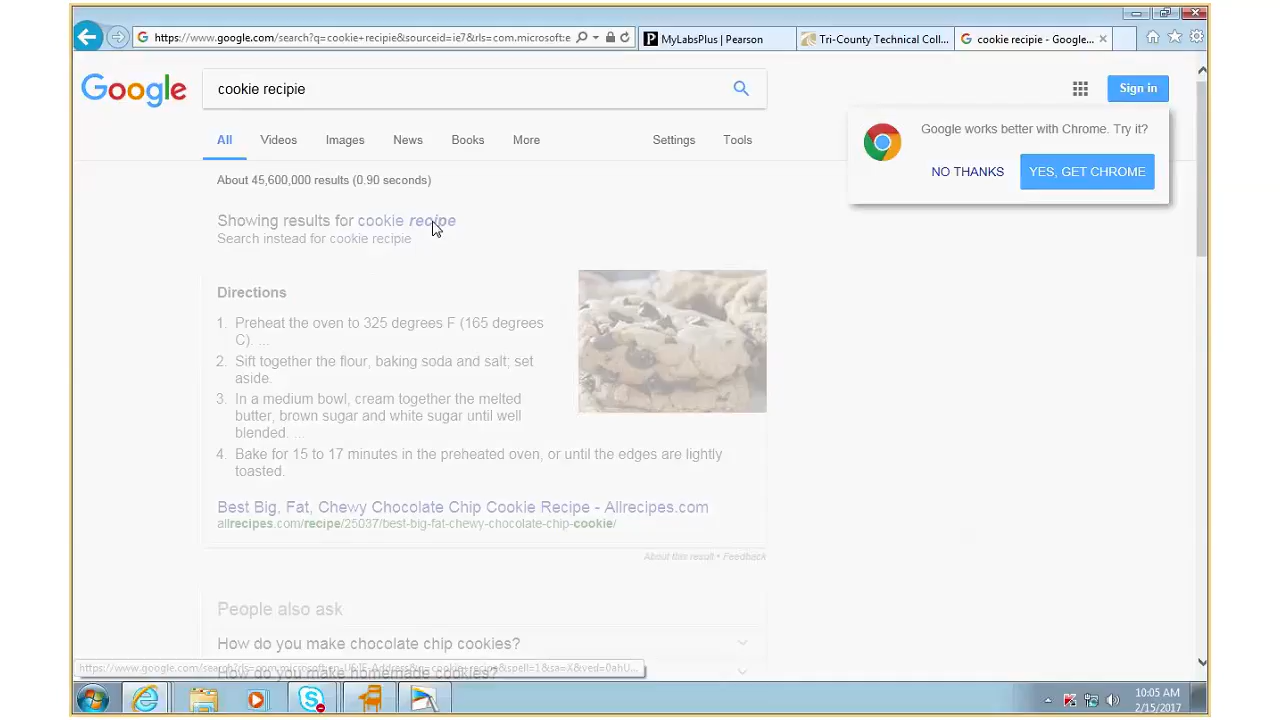 https://www.google.com/search?q=cookie+recipie&sourceid=ie7&rls=com.microsoft:e
MyLabsPlus | Pearson
Tri-County Technical Coll...
cookie recipie - Google...
Google
cookie recipie
Sign in
All
Videos
Images
News
Books
More
Settings
Tools
Google works better with Chrome. Try it?
NO THANKS
YES, GET CHROME
About 45,600,000 results (0.90 seconds)
Showing results for cookie recipe
Search instead for cookie recipie
Directions
1. Preheat the oven to 325 degrees F (165 degrees
C). ...
2. Sift together the flour, baking soda and salt; set
aside.
3. In a medium bowl, cream together the melted
butter, brown sugar and white sugar until well
blended. ...
4. Bake for 15 to 17 minutes in the preheated oven, or until the edges are lightly
toasted.
Best Big, Fat, Chewy Chocolate Chip Cookie Recipe - Allrecipes.com
allrecipes.com/recipe/25037/best-big-fat-chewy-chocolate-chip-cookie/
About this result • Feedback
People also ask
How do you make chocolate chip cookies?
How do you make homemade cookies?
10:05 AM
2/15/2017